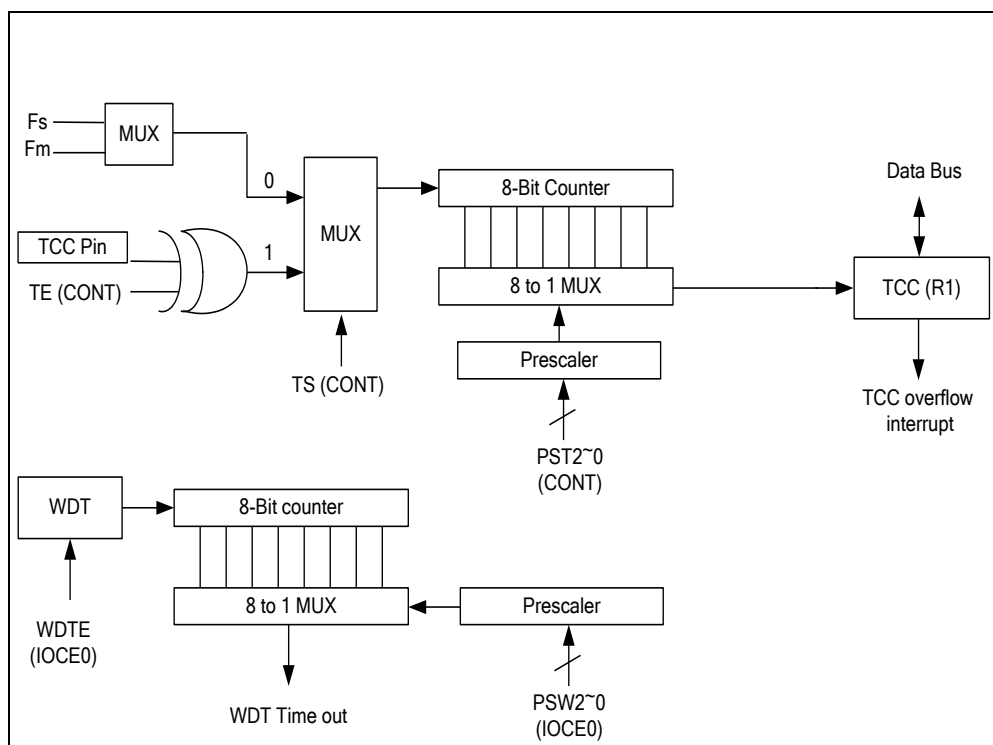 Fs
Fm
MUX
0
TCC Pin
TE (CONT)
1
MUX
TS (CONT)
8-Bit Counter
8 to 1 MUX
Prescaler
PST2~0
(CONT)
Data Bus
TCC (R1)
TCC overflow
interrupt
WDT
WDTE
(IOCE0)
8-Bit counter
8 to 1 MUX
WDT Time out
Prescaler
PSW2~0
(IOCE0)